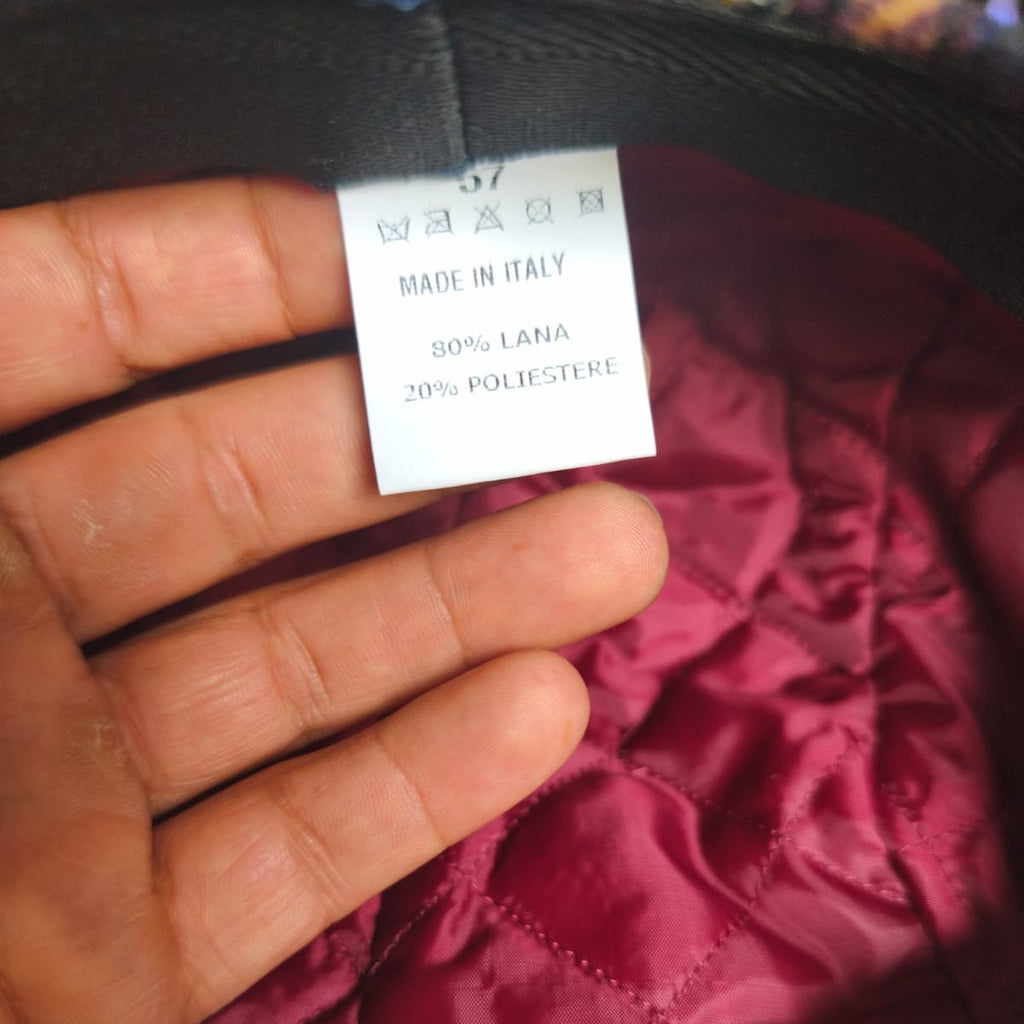 57
MADE IN ITALY
80% LANA
20% POLIESTERE